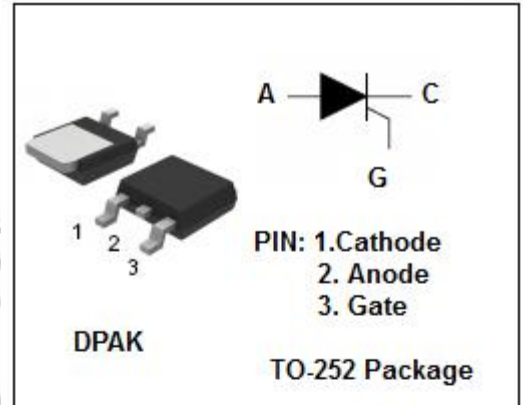 A
C
G
1
2
3
PIN: 1.Cathode
2. Anode
3. Gate
DPAK
TO-252 Package